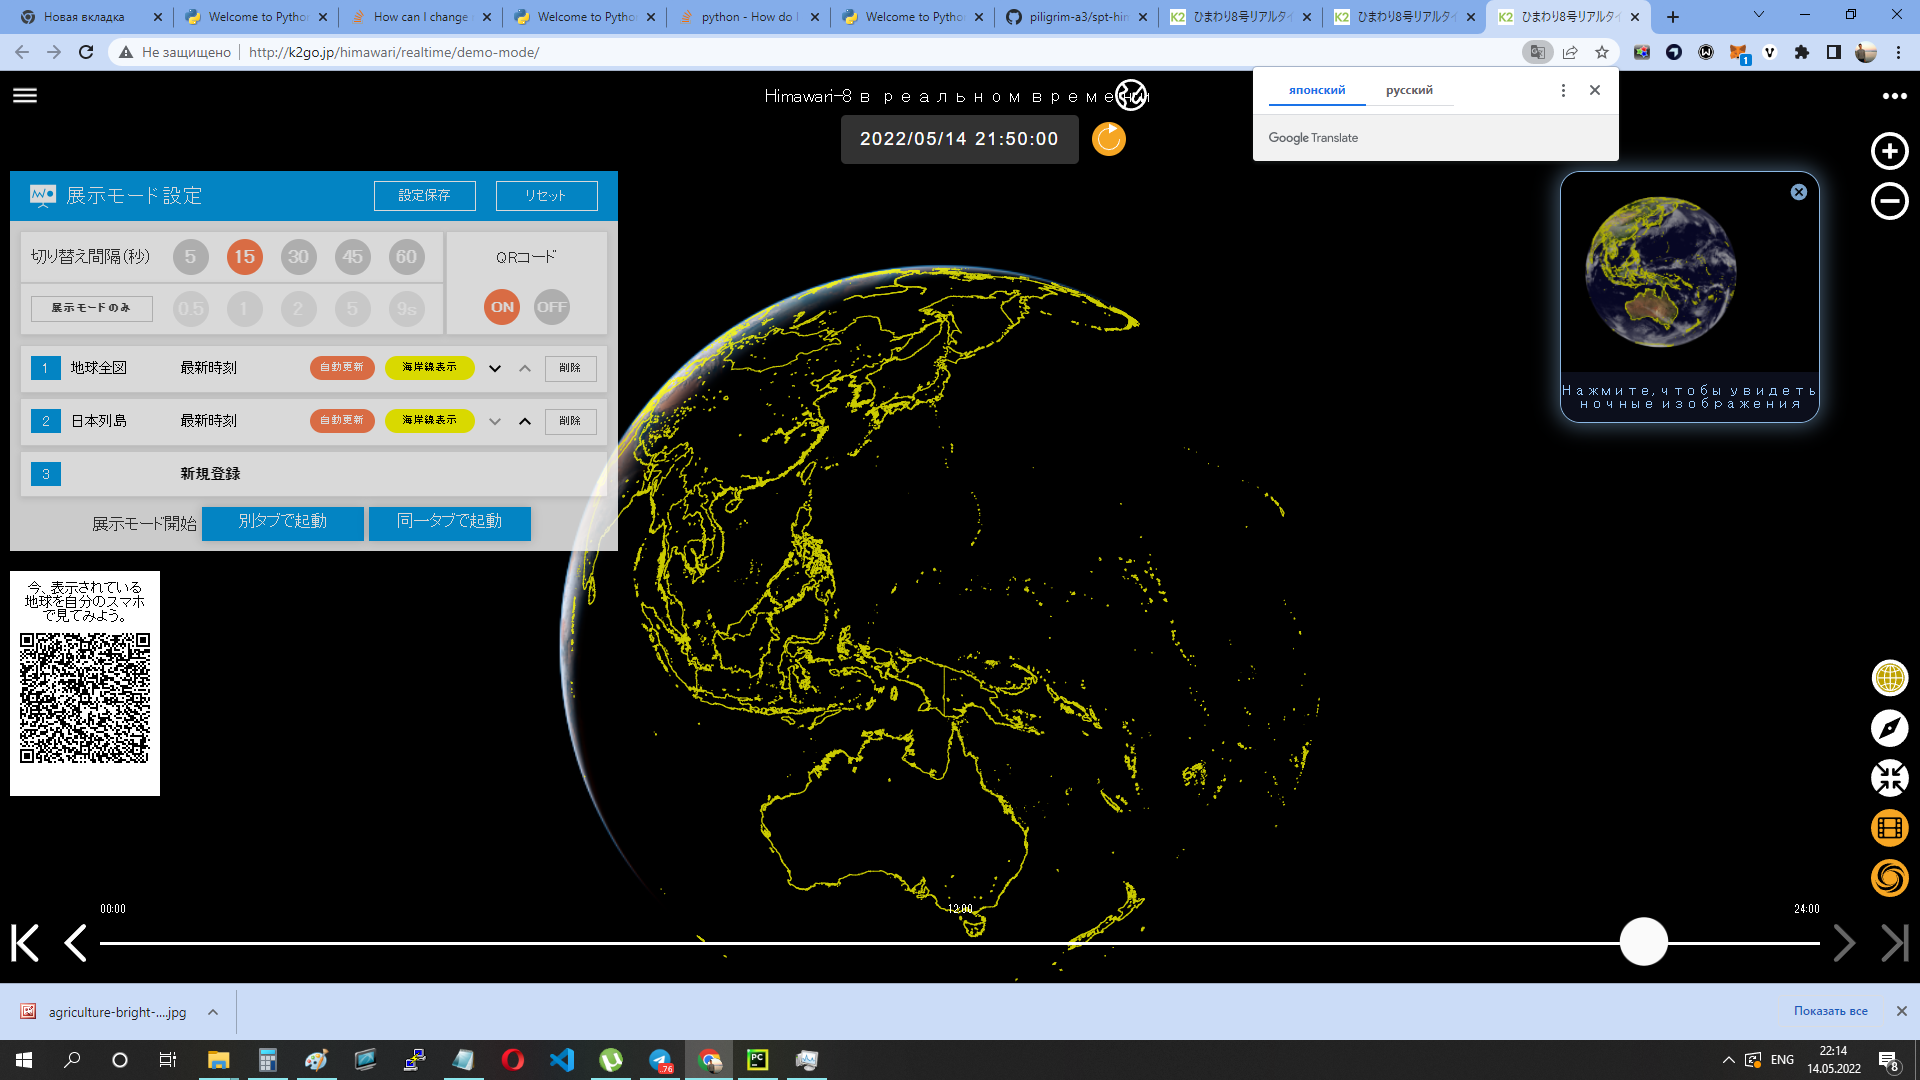 Новая вкладка
Welcome to Pytho
How can I change
Welcome to Pytho
python - How do I
Welcome to Pytho
piligrim-a3/spt-him
ひまわり8号リアルタイ
ひまわり8号リアルタイ
ひまわり8号リアルタイ
Не защищено
http://k2go.jp/himawari/realtime/demo-mode/
японский
русский
Google Translate
Himawari-8 в реальном времени
2022/05/14 21:50:00
展示モード設定
設定保存
リセット
切り替え間隔(秒)
5 15 30 45 60
QRコード
展示モードのみ
0.5 1 2 5 9s
ON OFF
1 地球全図 最新時刻 自動更新 海岸線表示 削除
2 日本列島 最新時刻 自動更新 海岸線表示 削除
3 新規登録
展示モード開始
別タブで起動
同一タブで起動
Нажмите, чтобы увидеть
ночные изображения
今、表示されている
地球を自分のスマホ
で見てみよう。
00:00
12:00
24:00
agriculture-bright-....jpg
Показать все
.76
PC
ENG
22:14
14.05.2022
8